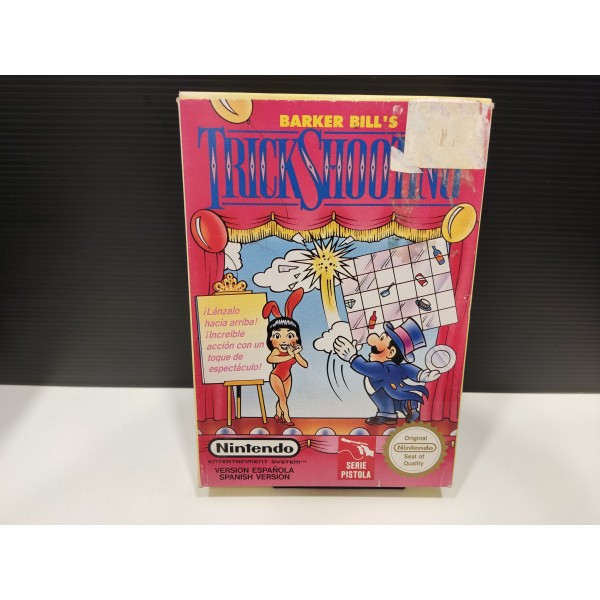 BARKER BILL'S
TRICK SHOOTING
¡Lánzalo
hacia arriba!
¡Increíble
acción con un
toque de
espectáculo!
Nintendo
ENTERTAINMENT SYSTEM™
VERSION ESPAÑOLA
SPANISH VERSION
SERIE
PISTOLA
Original
Nintendo
Seal of
Quality